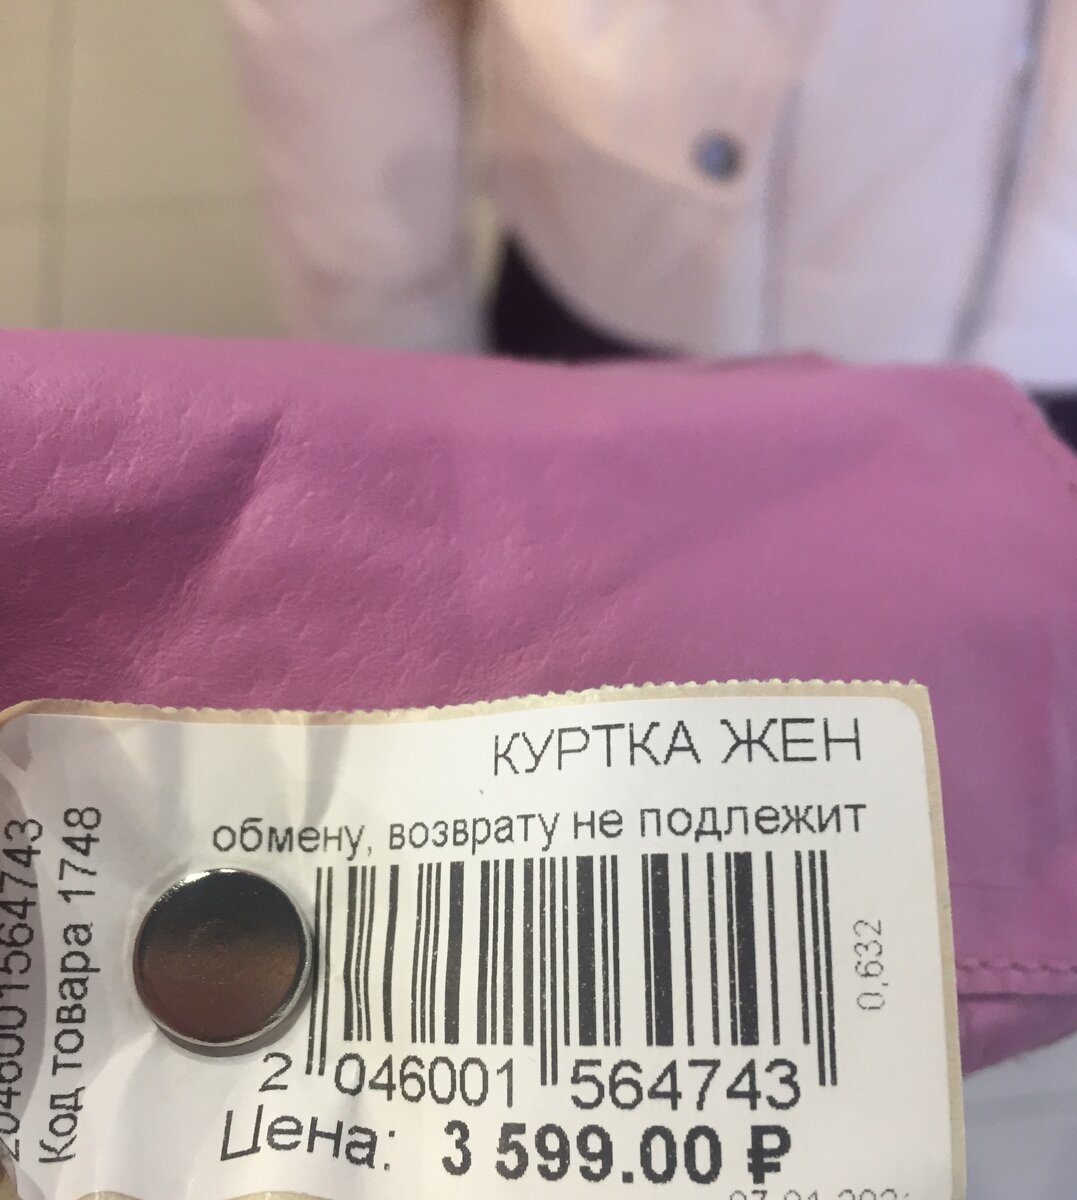 КУРТКА ЖЕН
обмену, возврату не подлежит
2046001564743
Код товара 1748
0,632
2 046001 564743
Цена: 3 599.00 ₽